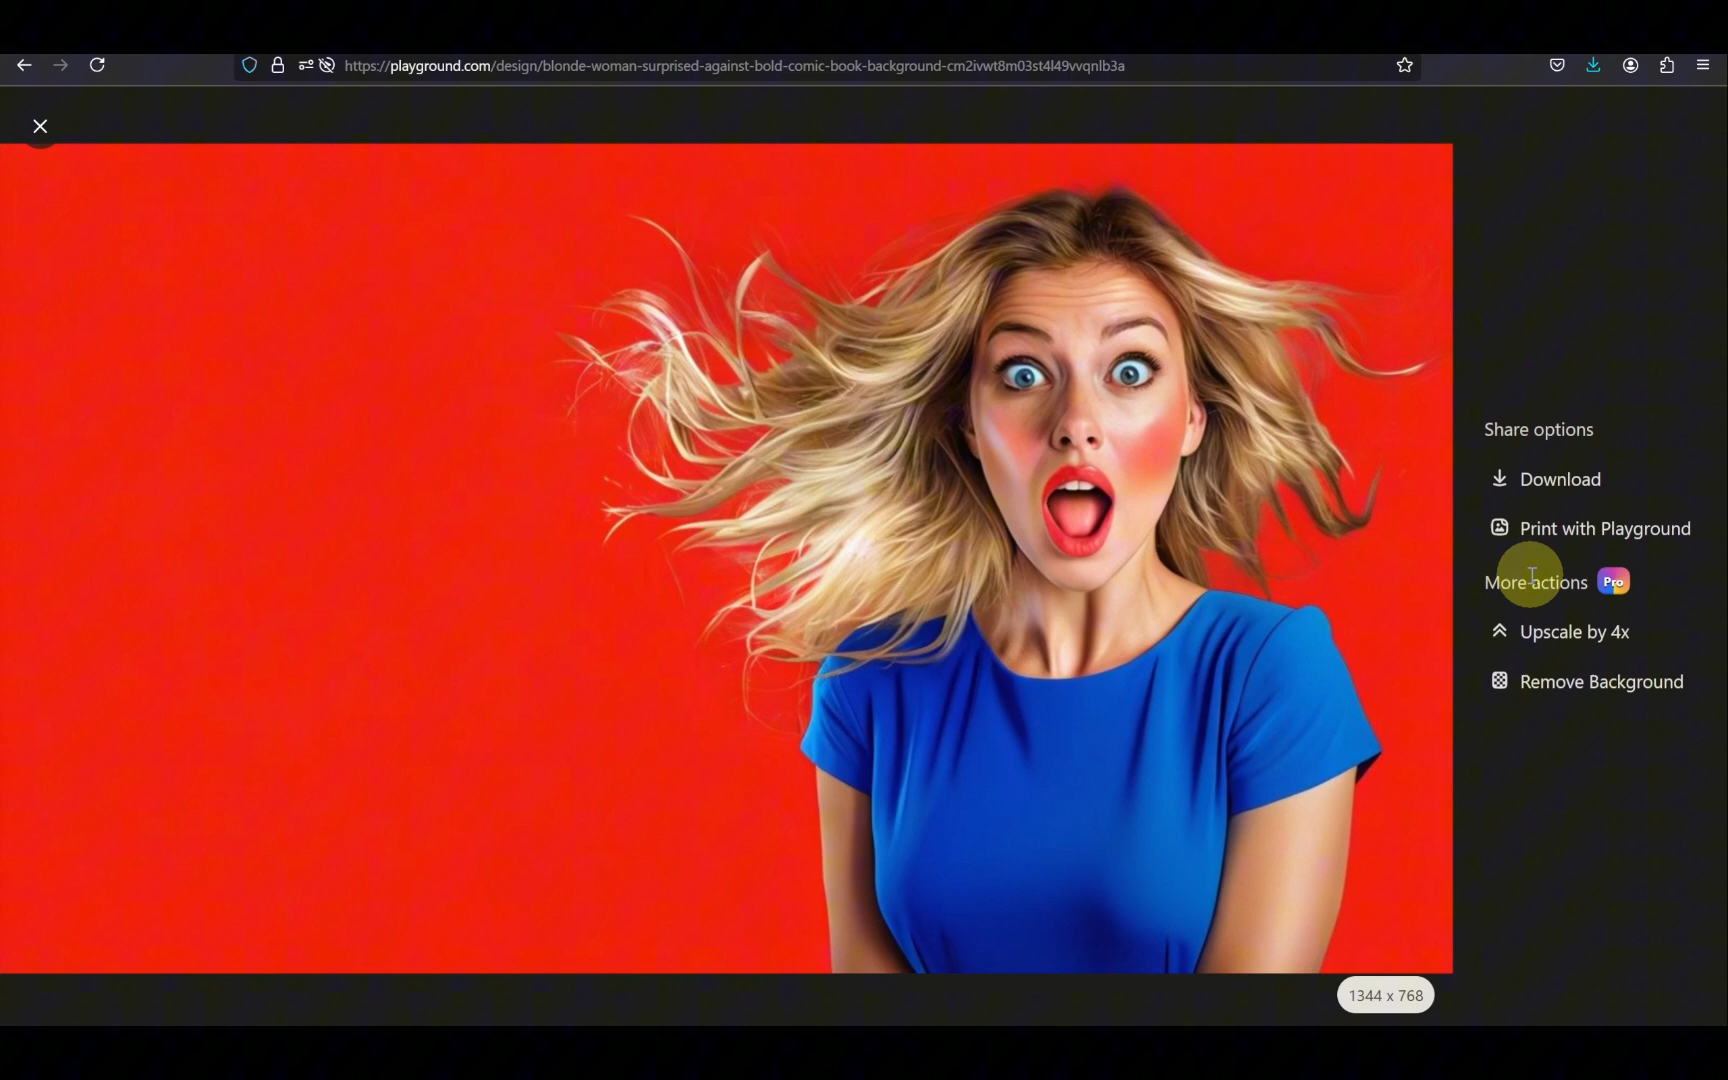 https://playground.com/design/blonde-woman-surprised-against-bold-comic-book-background-cm2ivwt8m03st4l49vvqnlb3a
Share options
Download
Print with Playground
More actions Pro
Upscale by 4x
Remove Background
1344 x 768